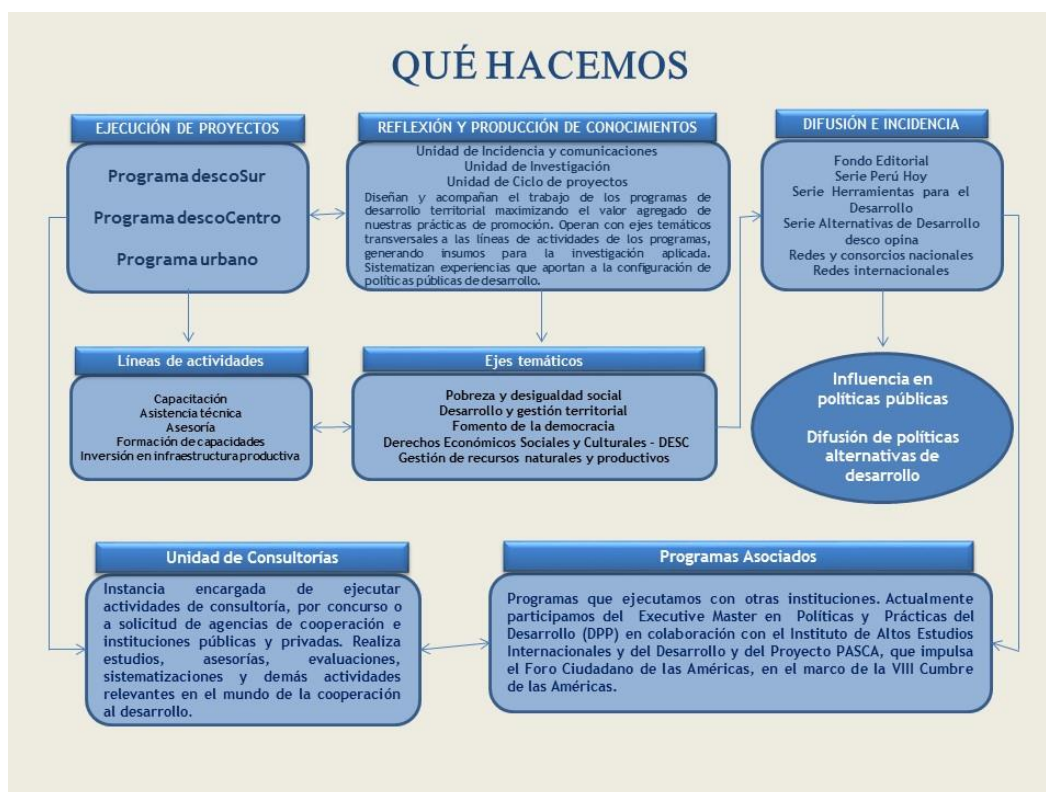 QUÉ HACEMOS
EJECUCIÓN DE PROYECTOS
Programa descoSur
Programa descoCentro
Programa urbano
REFLEXIÓN Y PRODUCCIÓN DE CONOCIMIENTOS
Unidad de Incidencia y comunicaciones
Unidad de Investigación
Unidad de Ciclo de proyectos
Diseñan y acompañan el trabajo de los programas de
desarrollo territorial maximizando el valor agregado de
nuestras prácticas de promoción. Operan con ejes temáticos
transversales a las líneas de actividades de los programas,
generando insumos para la investigación aplicada.
Sistematizan experiencias que aportan a la configuración de
políticas públicas de desarrollo.
DIFUSIÓN E INCIDENCIA
Fondo Editorial
Serie Perú Hoy
Serie Herramientas para el
Desarrollo
Serie Alternativas de Desarrollo
desco opina
Redes y consorcios nacionales
Redes internacionales
Líneas de actividades
Capacitación
Asistencia técnica
Asesoría
Formación de capacidades
Inversión en infraestructura productiva
Ejes temáticos
Pobreza y desigualdad social
Desarrollo y gestión territorial
Fomento de la democracia
Derechos Económicos Sociales y Culturales - DESC
Gestión de recursos naturales y productivos
Influencia en
políticas públicas
Difusión de políticas
alternativas de
desarrollo
Unidad de Consultorías
Instancia encargada de ejecutar
actividades de consultoría, por concurso o
a solicitud de agencias de cooperación e
instituciones públicas y privadas. Realiza
estudios, asesorías, evaluaciones,
sistematizaciones y demás actividades
relevantes en el mundo de la cooperación
al desarrollo.
Programas Asociados
Programas que ejecutamos con otras instituciones. Actualmente
participamos del Executive Master en Políticas y Prácticas del
Desarrollo (DPP) en colaboración con el Instituto de Altos Estudios
Internacionales y del Desarrollo y del Proyecto PASCA, que impulsa
el Foro Ciudadano de las Américas, en el marco de la VIII Cumbre
de las Américas.